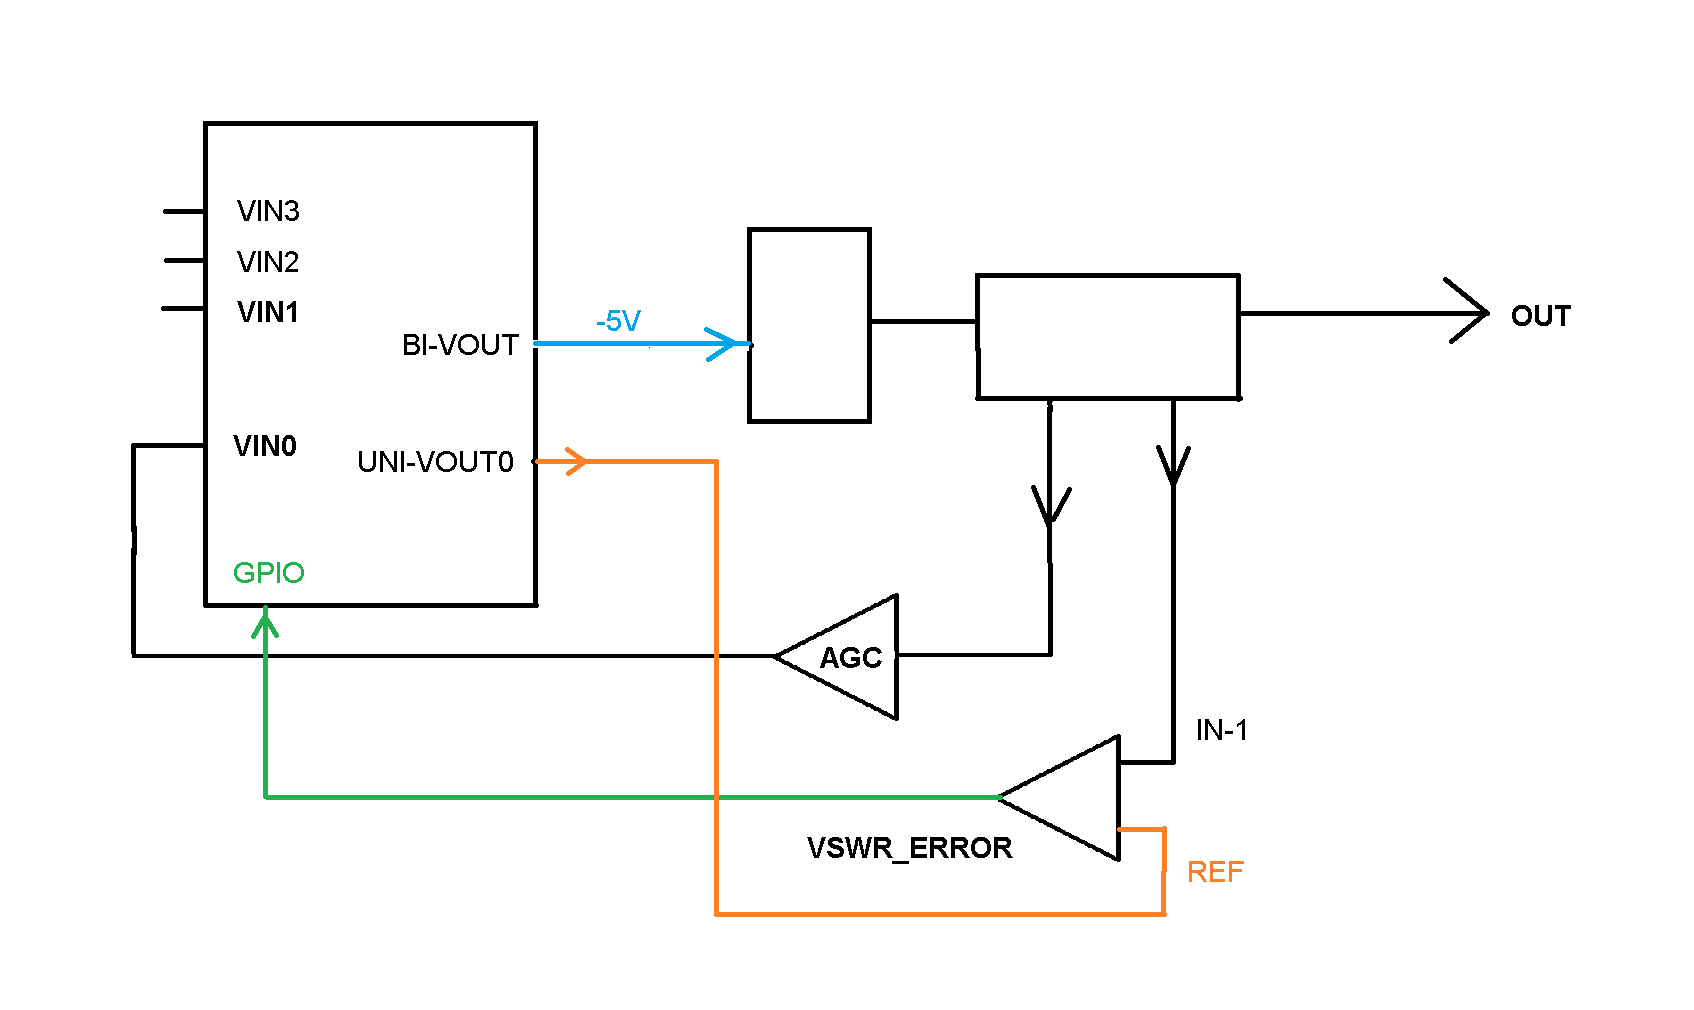 VIN3
VIN2
VIN1
-5V
OUT
BI-VOUT
VIN0
UNI-VOUT0
GPIO
AGC
IN-1
VSWR_ERROR
REF